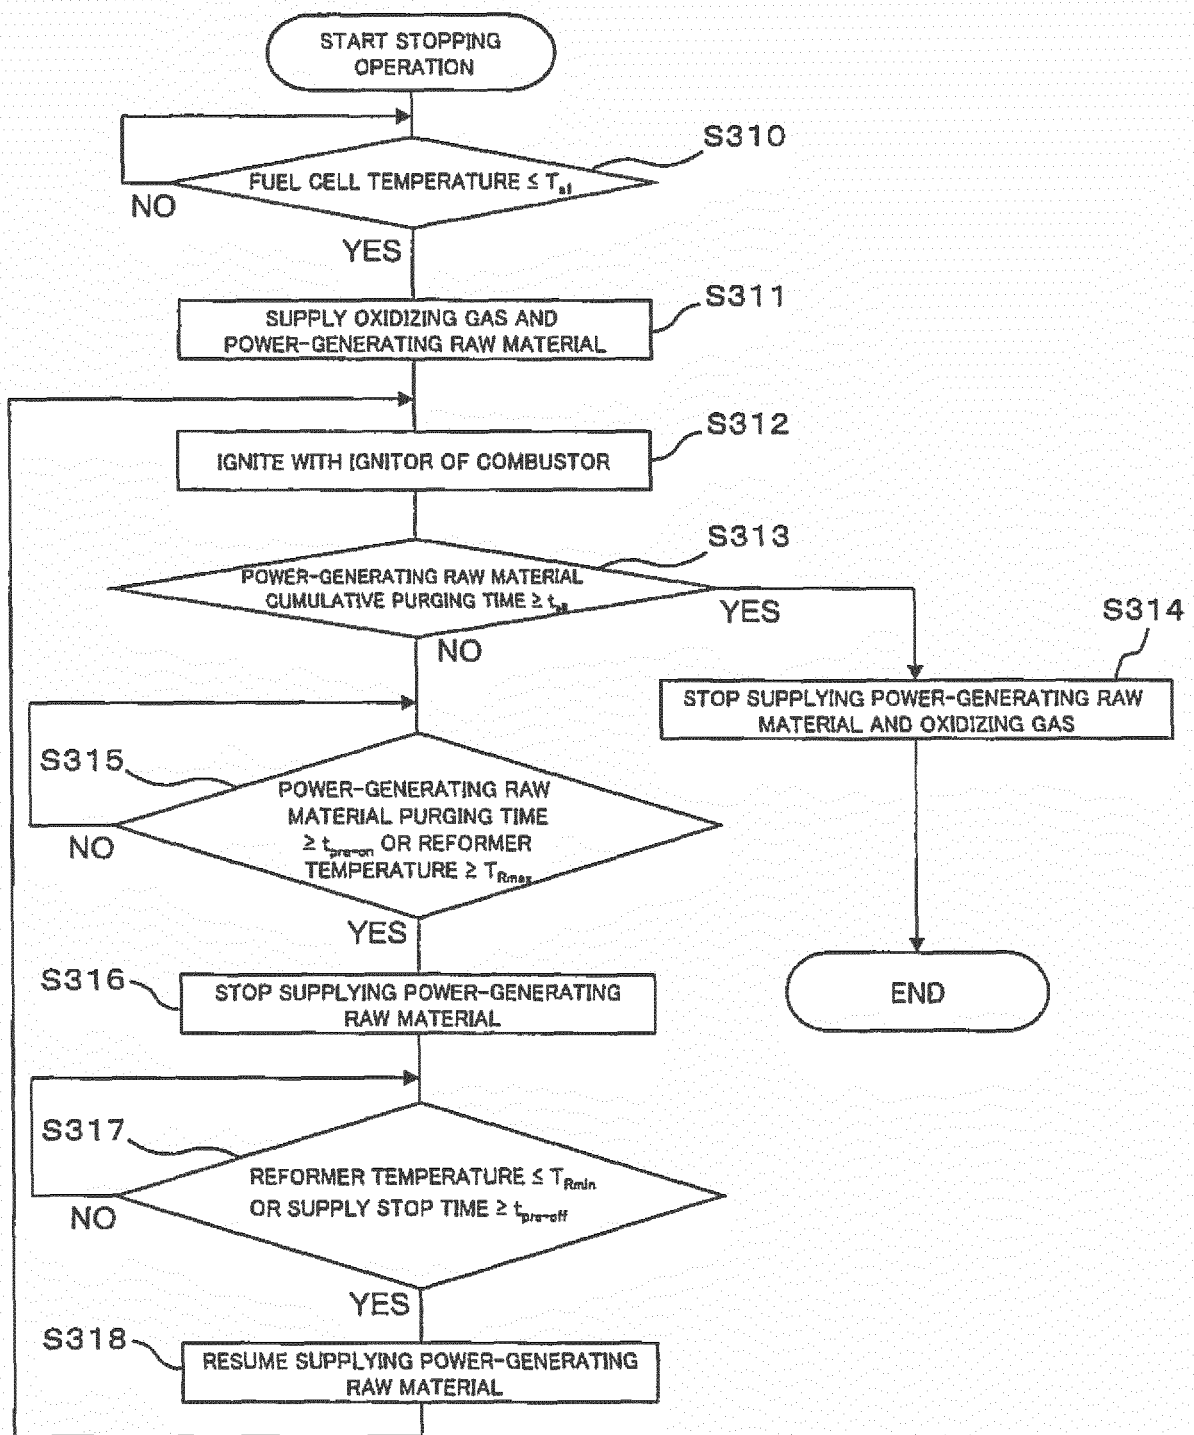 START STOPPING
OPERATION
S310
FUEL CELL TEMPERATURE ≤ Ts1
NO
YES
S311
SUPPLY OXIDIZING GAS AND
POWER-GENERATING RAW MATERIAL
S312
IGNITE WITH IGNITOR OF COMBUSTOR
S313
POWER-GENERATING RAW MATERIAL
CUMULATIVE PURGING TIME ≥
YES
NO
S314
STOP SUPPLYING POWER-GENERATING RAW
MATERIAL AND OXIDIZING GAS
S315
POWER-GENERATING RAW
MATERIAL PURGING TIME
≥ tpre-on OR REFORMER
TEMPERATURE ≥ TRmax
NO
YES
S316
STOP SUPPLYING POWER-GENERATING
RAW MATERIAL
END
S317
REFORMER TEMPERATURE ≤ TRmin
OR SUPPLY STOP TIME ≥ tpre-off
NO
YES
S318
RESUME SUPPLYING POWER-GENERATING
RAW MATERIAL